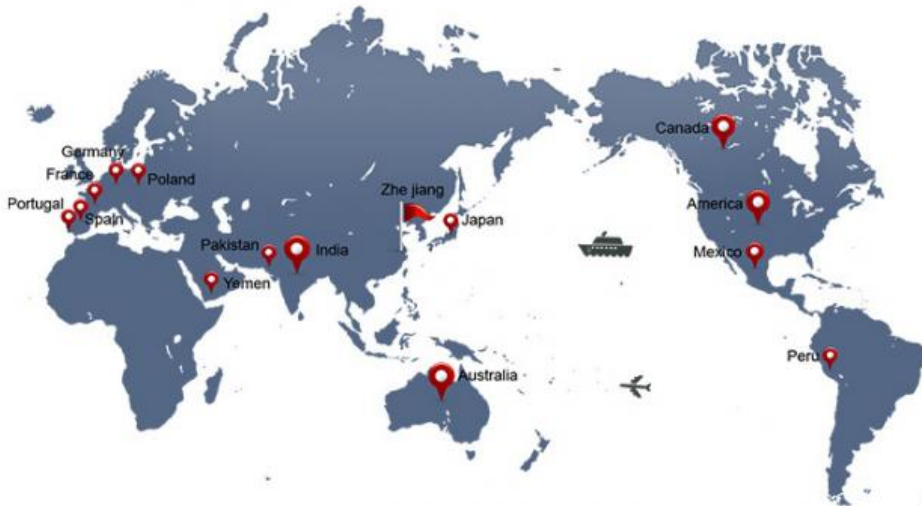 Canada
Germany
France
Poland
Zhe jiang
Portugal
Spain
Japan
America
Pakistan
India
Mexico
Yemen
Peru
Australia